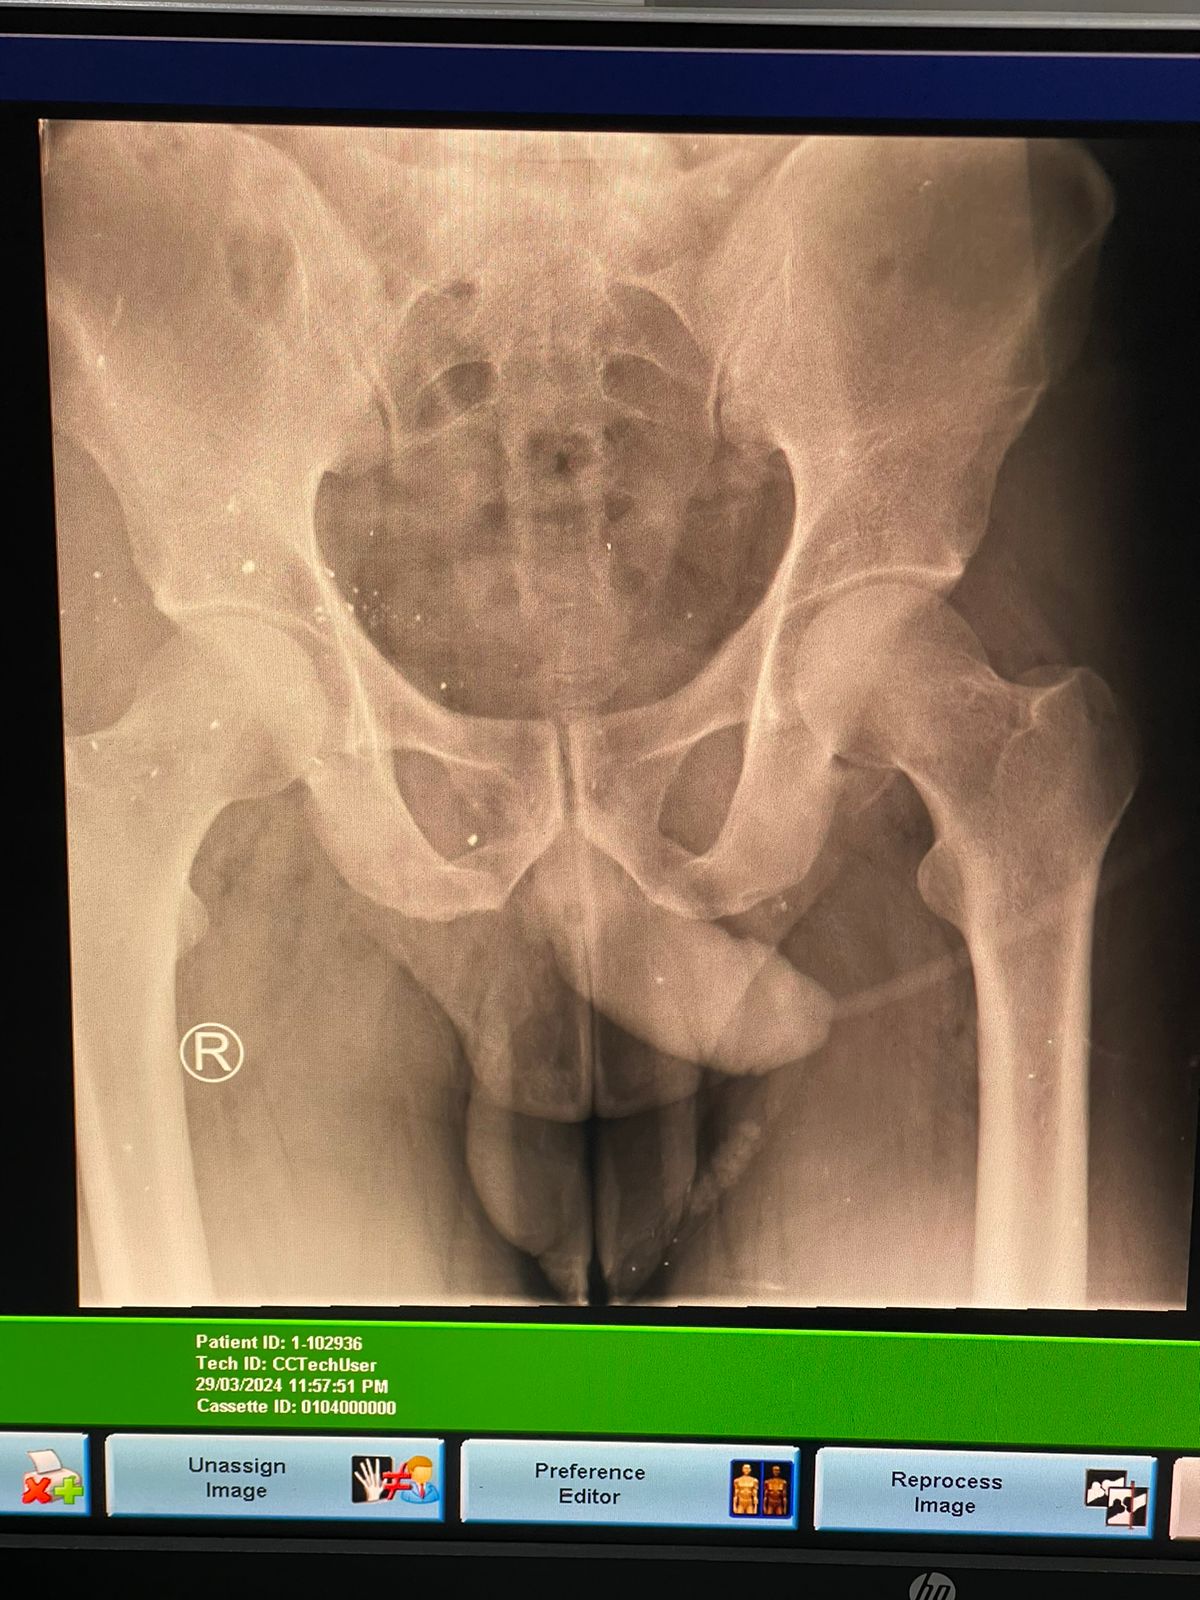 R
Patient ID: 1-102936
Tech ID: CCTechUser
29/03/2024 11:57:51 PM
Cassette ID: 0104000000
Unassign
Image
Preference
Editor
Reprocess
Image
hp